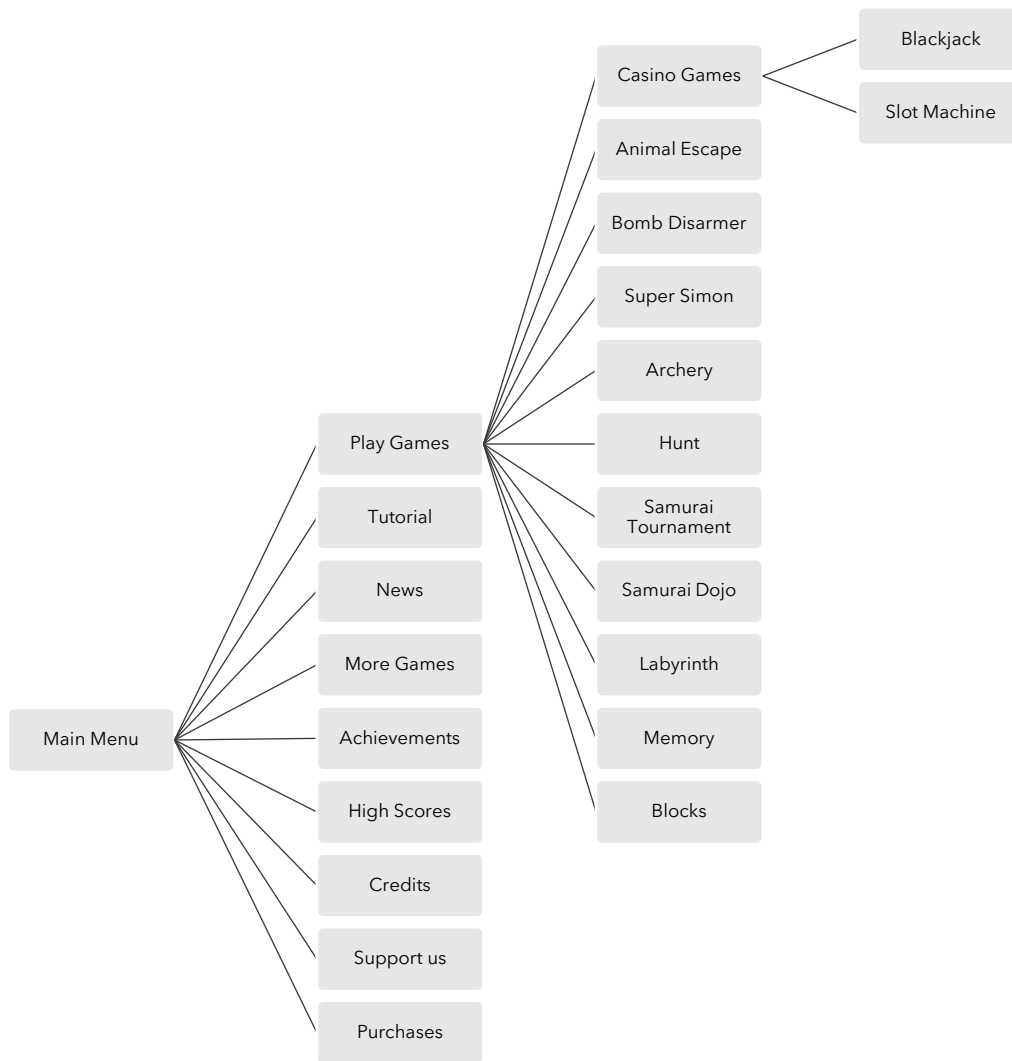 Main Menu
Play Games
Tutorial
News
More Games
Achievements
High Scores
Credits
Support us
Purchases
Casino Games
Animal Escape
Bomb Disarmer
Super Simon
Archery
Hunt
Samurai
Tournament
Samurai Dojo
Labyrinth
Memory
Blocks
Blackjack
Slot Machine